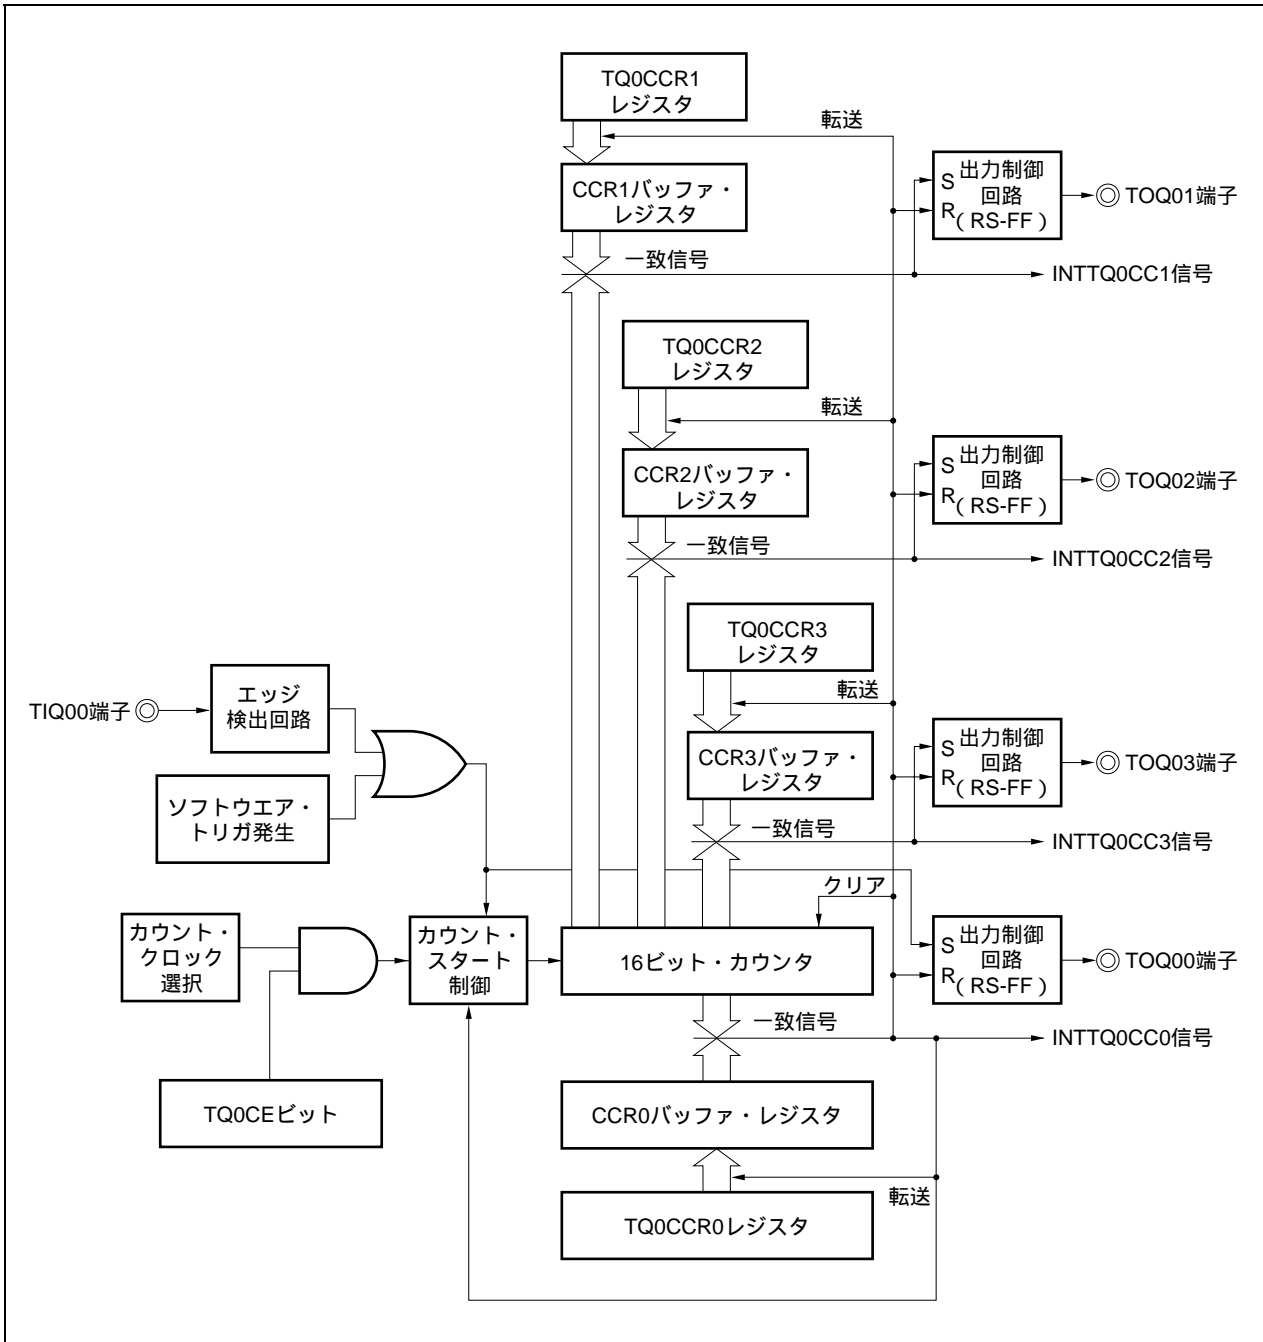 TQ0CCR1
レジスタ
転送
CCR1バッファ・
レジスタ
S 出力制御
回路
R ( RS-FF )
TOQ01端子
一致信号
INTTQ0CC1信号
TQ0CCR2
レジスタ
転送
CCR2バッファ・
レジスタ
S 出力制御
回路
R ( RS-FF )
TOQ02端子
一致信号
INTTQ0CC2信号
TQ0CCR3
レジスタ
転送
TIQ00端子
エッジ
検出回路
CCR3バッファ・
レジスタ
S 出力制御
回路
R ( RS-FF )
TOQ03端子
ソフトウエア・
トリガ発生
一致信号
INTTQ0CC3信号
クリア
カウント・
クロック
選択
カウント・
スタート
制御
16ビット・カウンタ
S 出力制御
回路
R ( RS-FF )
TOQ00端子
一致信号
INTTQ0CC0信号
TQ0CEビット
CCR0バッファ・レジスタ
転送
TQ0CCR0レジスタ